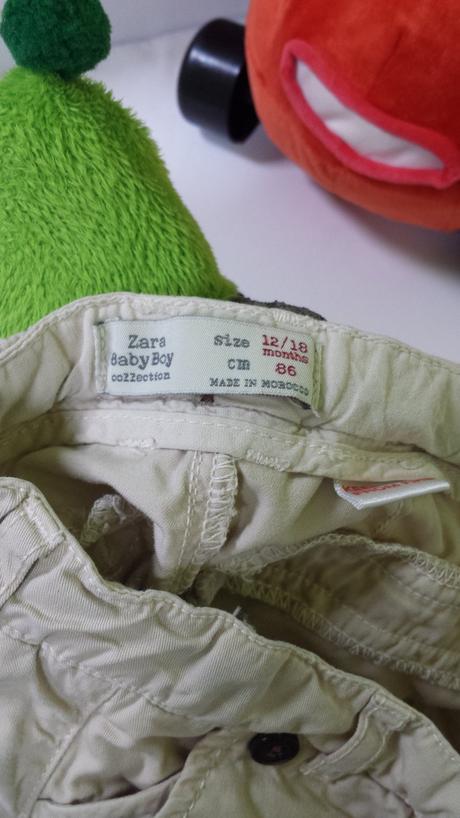 Zara
Baby Boy
collection
Size 12/18
months
cm 86
MADE IN MOROCCO